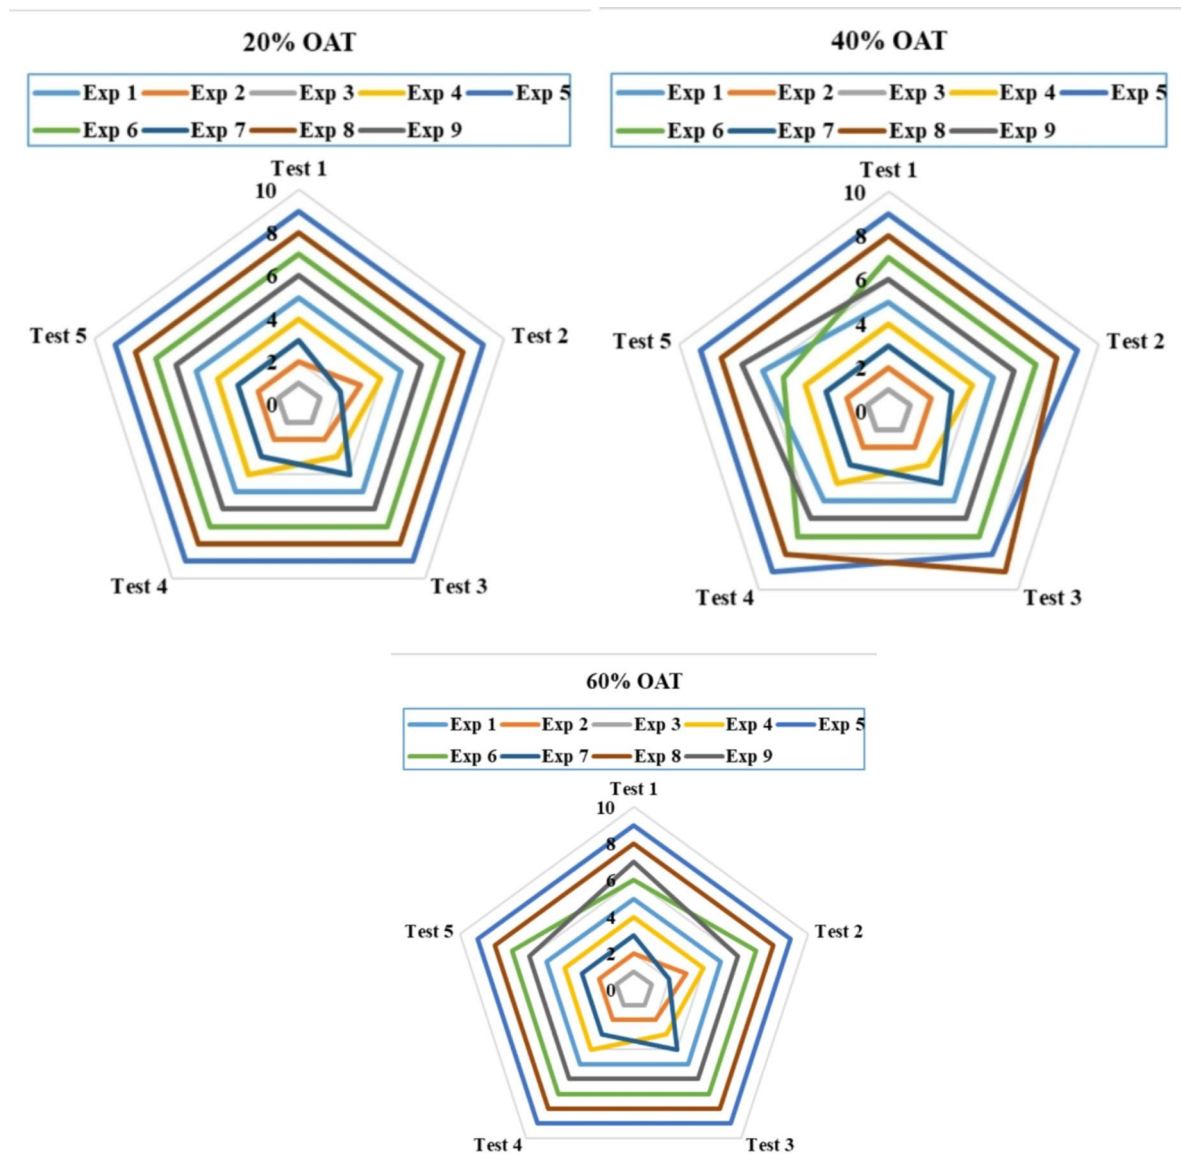 20% OAT
Exp 1 Exp 2 Exp 3 Exp 4 Exp 5
Exp 6 Exp 7 Exp 8 Exp 9
Test 1
10
8
6
4
2
0
Test 5
Test 2
Test 4
Test 3
40% OAT
Exp 1 Exp 2 Exp 3 Exp 4 Exp 5
Exp 6 Exp 7 Exp 8 Exp 9
Test 1
10
8
6
4
2
0
Test 5
Test 2
Test 4
Test 3
60% OAT
Exp 1 Exp 2 Exp 3 Exp 4 Exp 5
Exp 6 Exp 7 Exp 8 Exp 9
Test 1
10
8
6
4
2
0
Test 5
Test 2
Test 4
Test 3